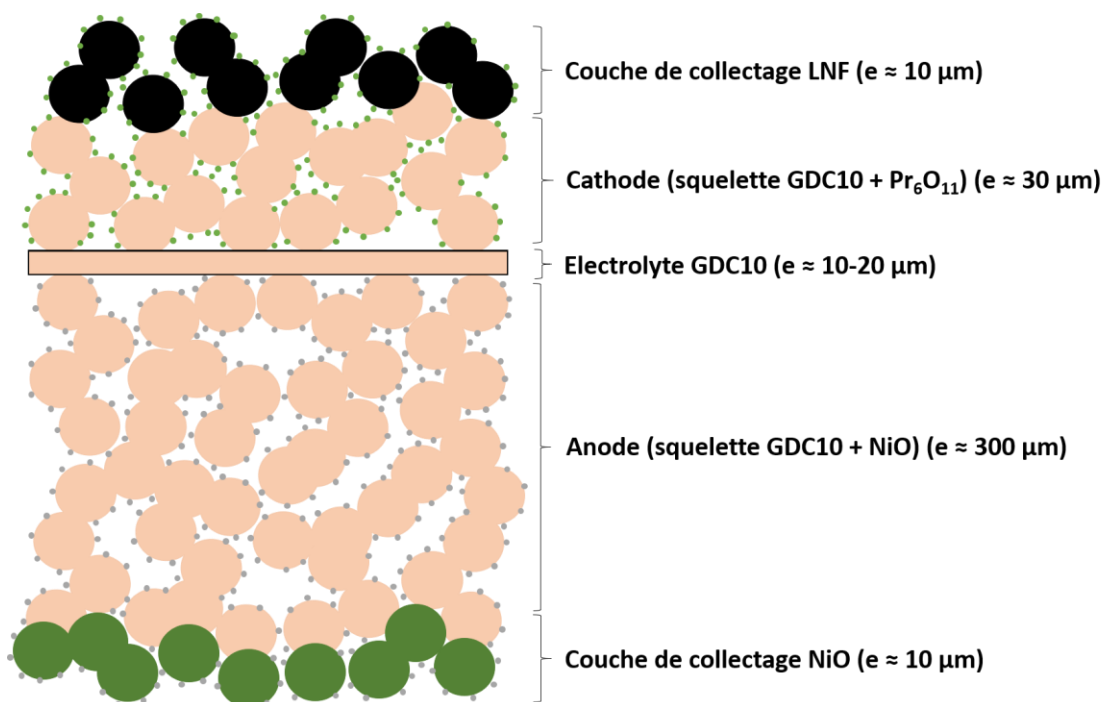 Couche de collectage LNF (e ≈ 10 µm)
Cathode (squelette GDC10 + Pr₆O₁₁) (e ≈ 30 µm)
Electrolyte GDC10 (e ≈ 10-20 µm)
Anode (squelette GDC10 + NiO) (e ≈ 300 µm)
Couche de collectage NiO (e ≈ 10 µm)